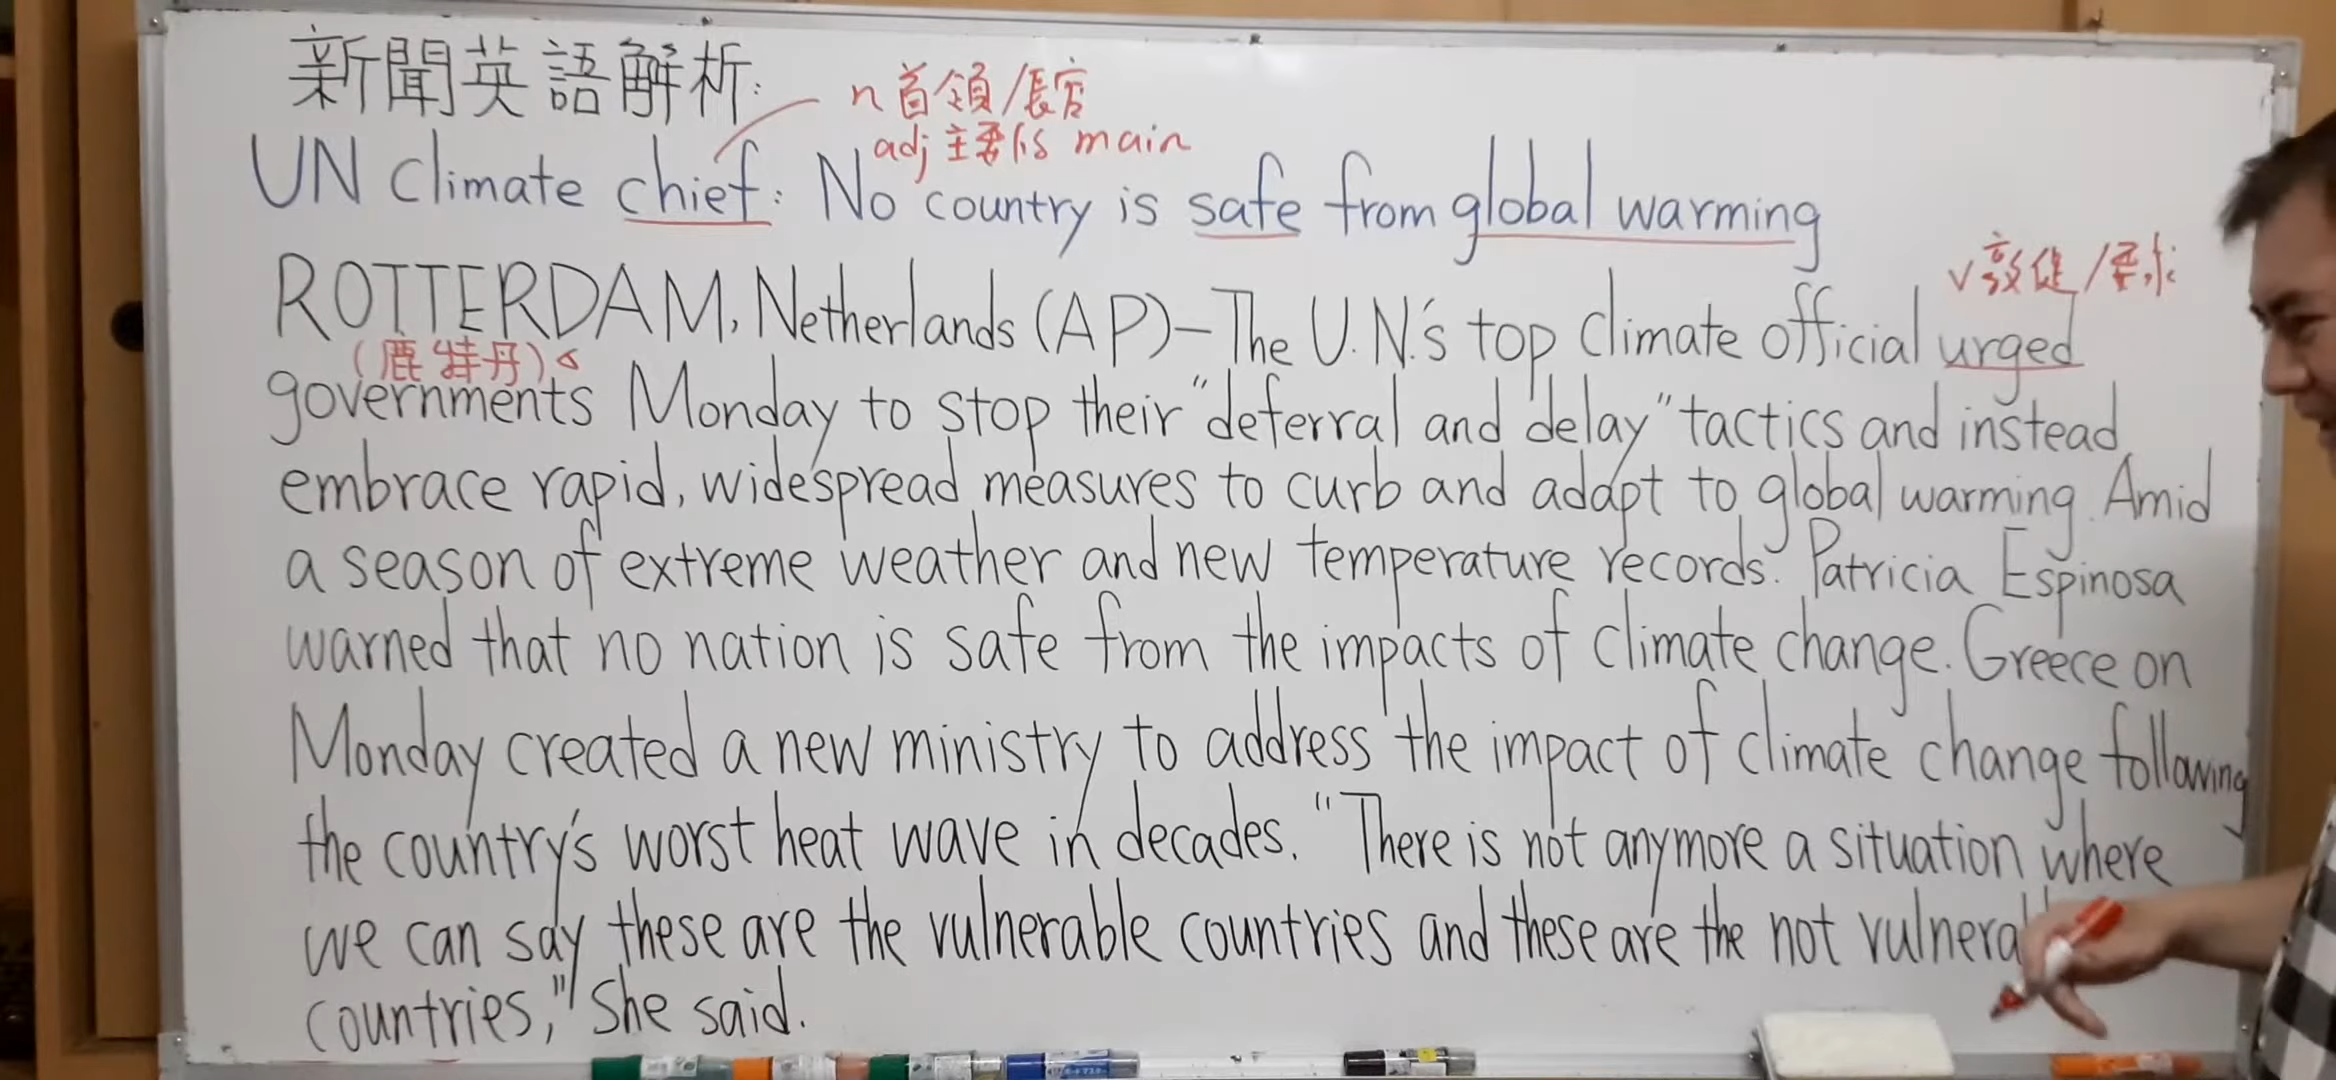 新聞英語解析:
n 首領/長官
adj 主要的 main
UN climate chief: No country is safe from global warming
v 敦促/要求
ROTTERDAM, Netherlands (AP)—The U.N.'s top climate official urged
(鹿特丹)
governments Monday to stop their "deferral and delay" tactics and instead
embrace rapid, widespread measures to curb and adapt to global warming. Amid
a season of extreme weather and new temperature records. Patricia Espinosa
warned that no nation is safe from the impacts of climate change. Greece on
Monday created a new ministry to address the impact of climate change following
the country's worst heat wave in decades. "There is not anymore a situation where
we can say these are the vulnerable countries and these are the not vulnera
countries," She said.